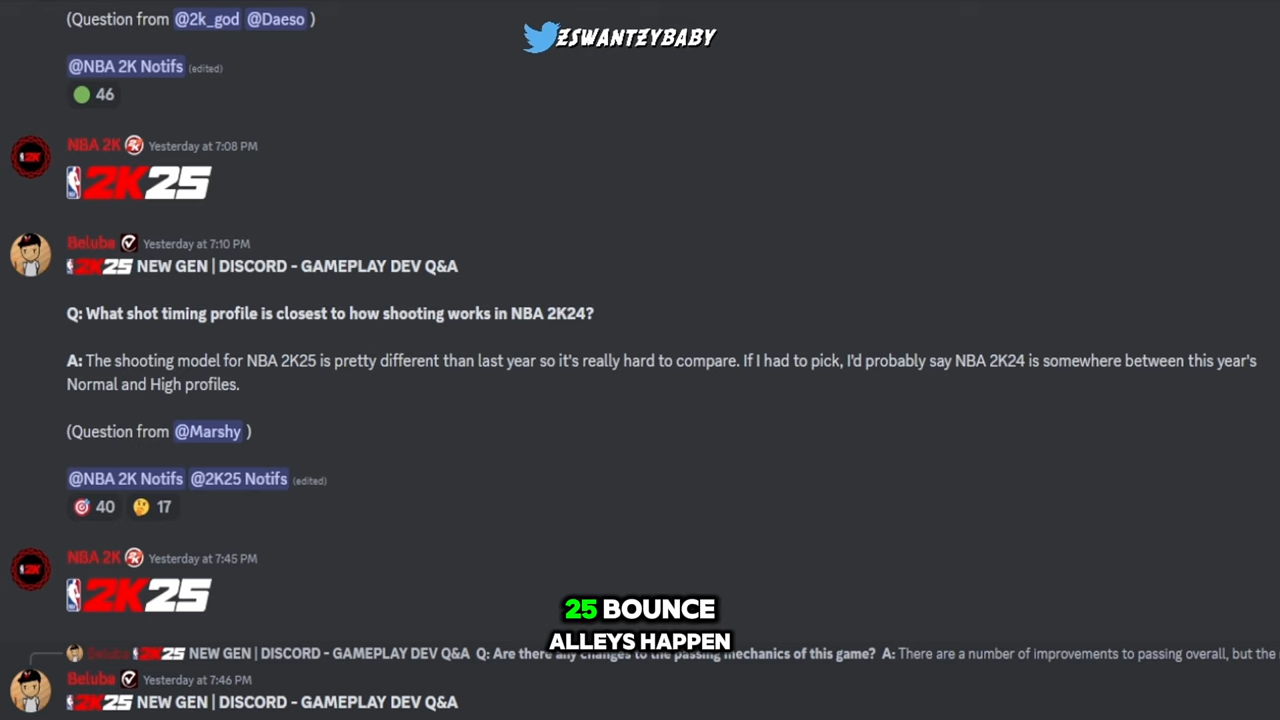 (Question from @2k_god @Daeso )
ZSWANTZYBABY
@NBA 2K Notifs (edited)
46
NBA 2K Yesterday at 7:08 PM
2K25
Beluba Yesterday at 7:10 PM
2K25 NEW GEN | DISCORD - GAMEPLAY DEV Q&A
Q: What shot timing profile is closest to how shooting works in NBA 2K24?
A: The shooting model for NBA 2K25 is pretty different than last year so it's really hard to compare. If I had to pick, I'd probably say NBA 2K24 is somewhere between this year's
Normal and High profiles.
(Question from @Marshy )
@NBA 2K Notifs @2K25 Notifs (edited)
40 17
NBA 2K Yesterday at 7:45 PM
2K25
25 BOUNCE
ALLEYS HAPPEN
Beluba 2K25 NEW GEN | DISCORD - GAMEPLAY DEV Q&A Q: Are there any changes to the passing mechanics of this game? A: There are a number of improvements to passing overall, but the
Beluba Yesterday at 7:46 PM
2K25 NEW GEN | DISCORD - GAMEPLAY DEV Q&A